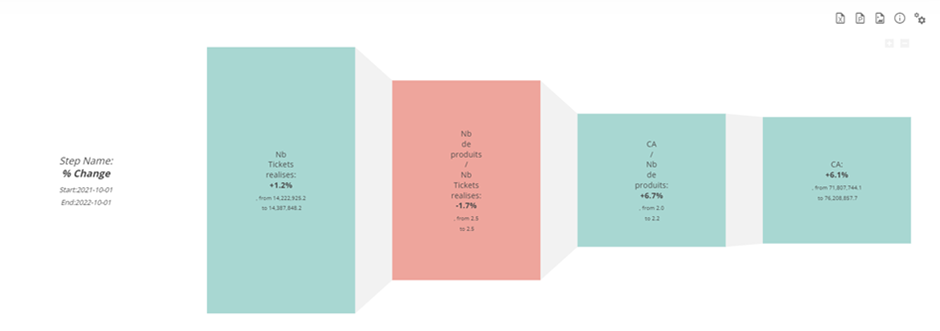 Step Name:
% Change
Start:2021-10-01
End:2022-10-01
Nb
Tickets
realises:
+1.2%
, from 14,222,925.2
to 14,387,848.2
Nb
de
produits
/
Nb
Tickets
realises:
-1.7%
, from 2.6
to 2.5
CA
/
Nb
de
produits:
+6.7%
, from 2.0
to 2.2
CA:
+6.1%
, from 71,807,744.1
to 76,208,857.7